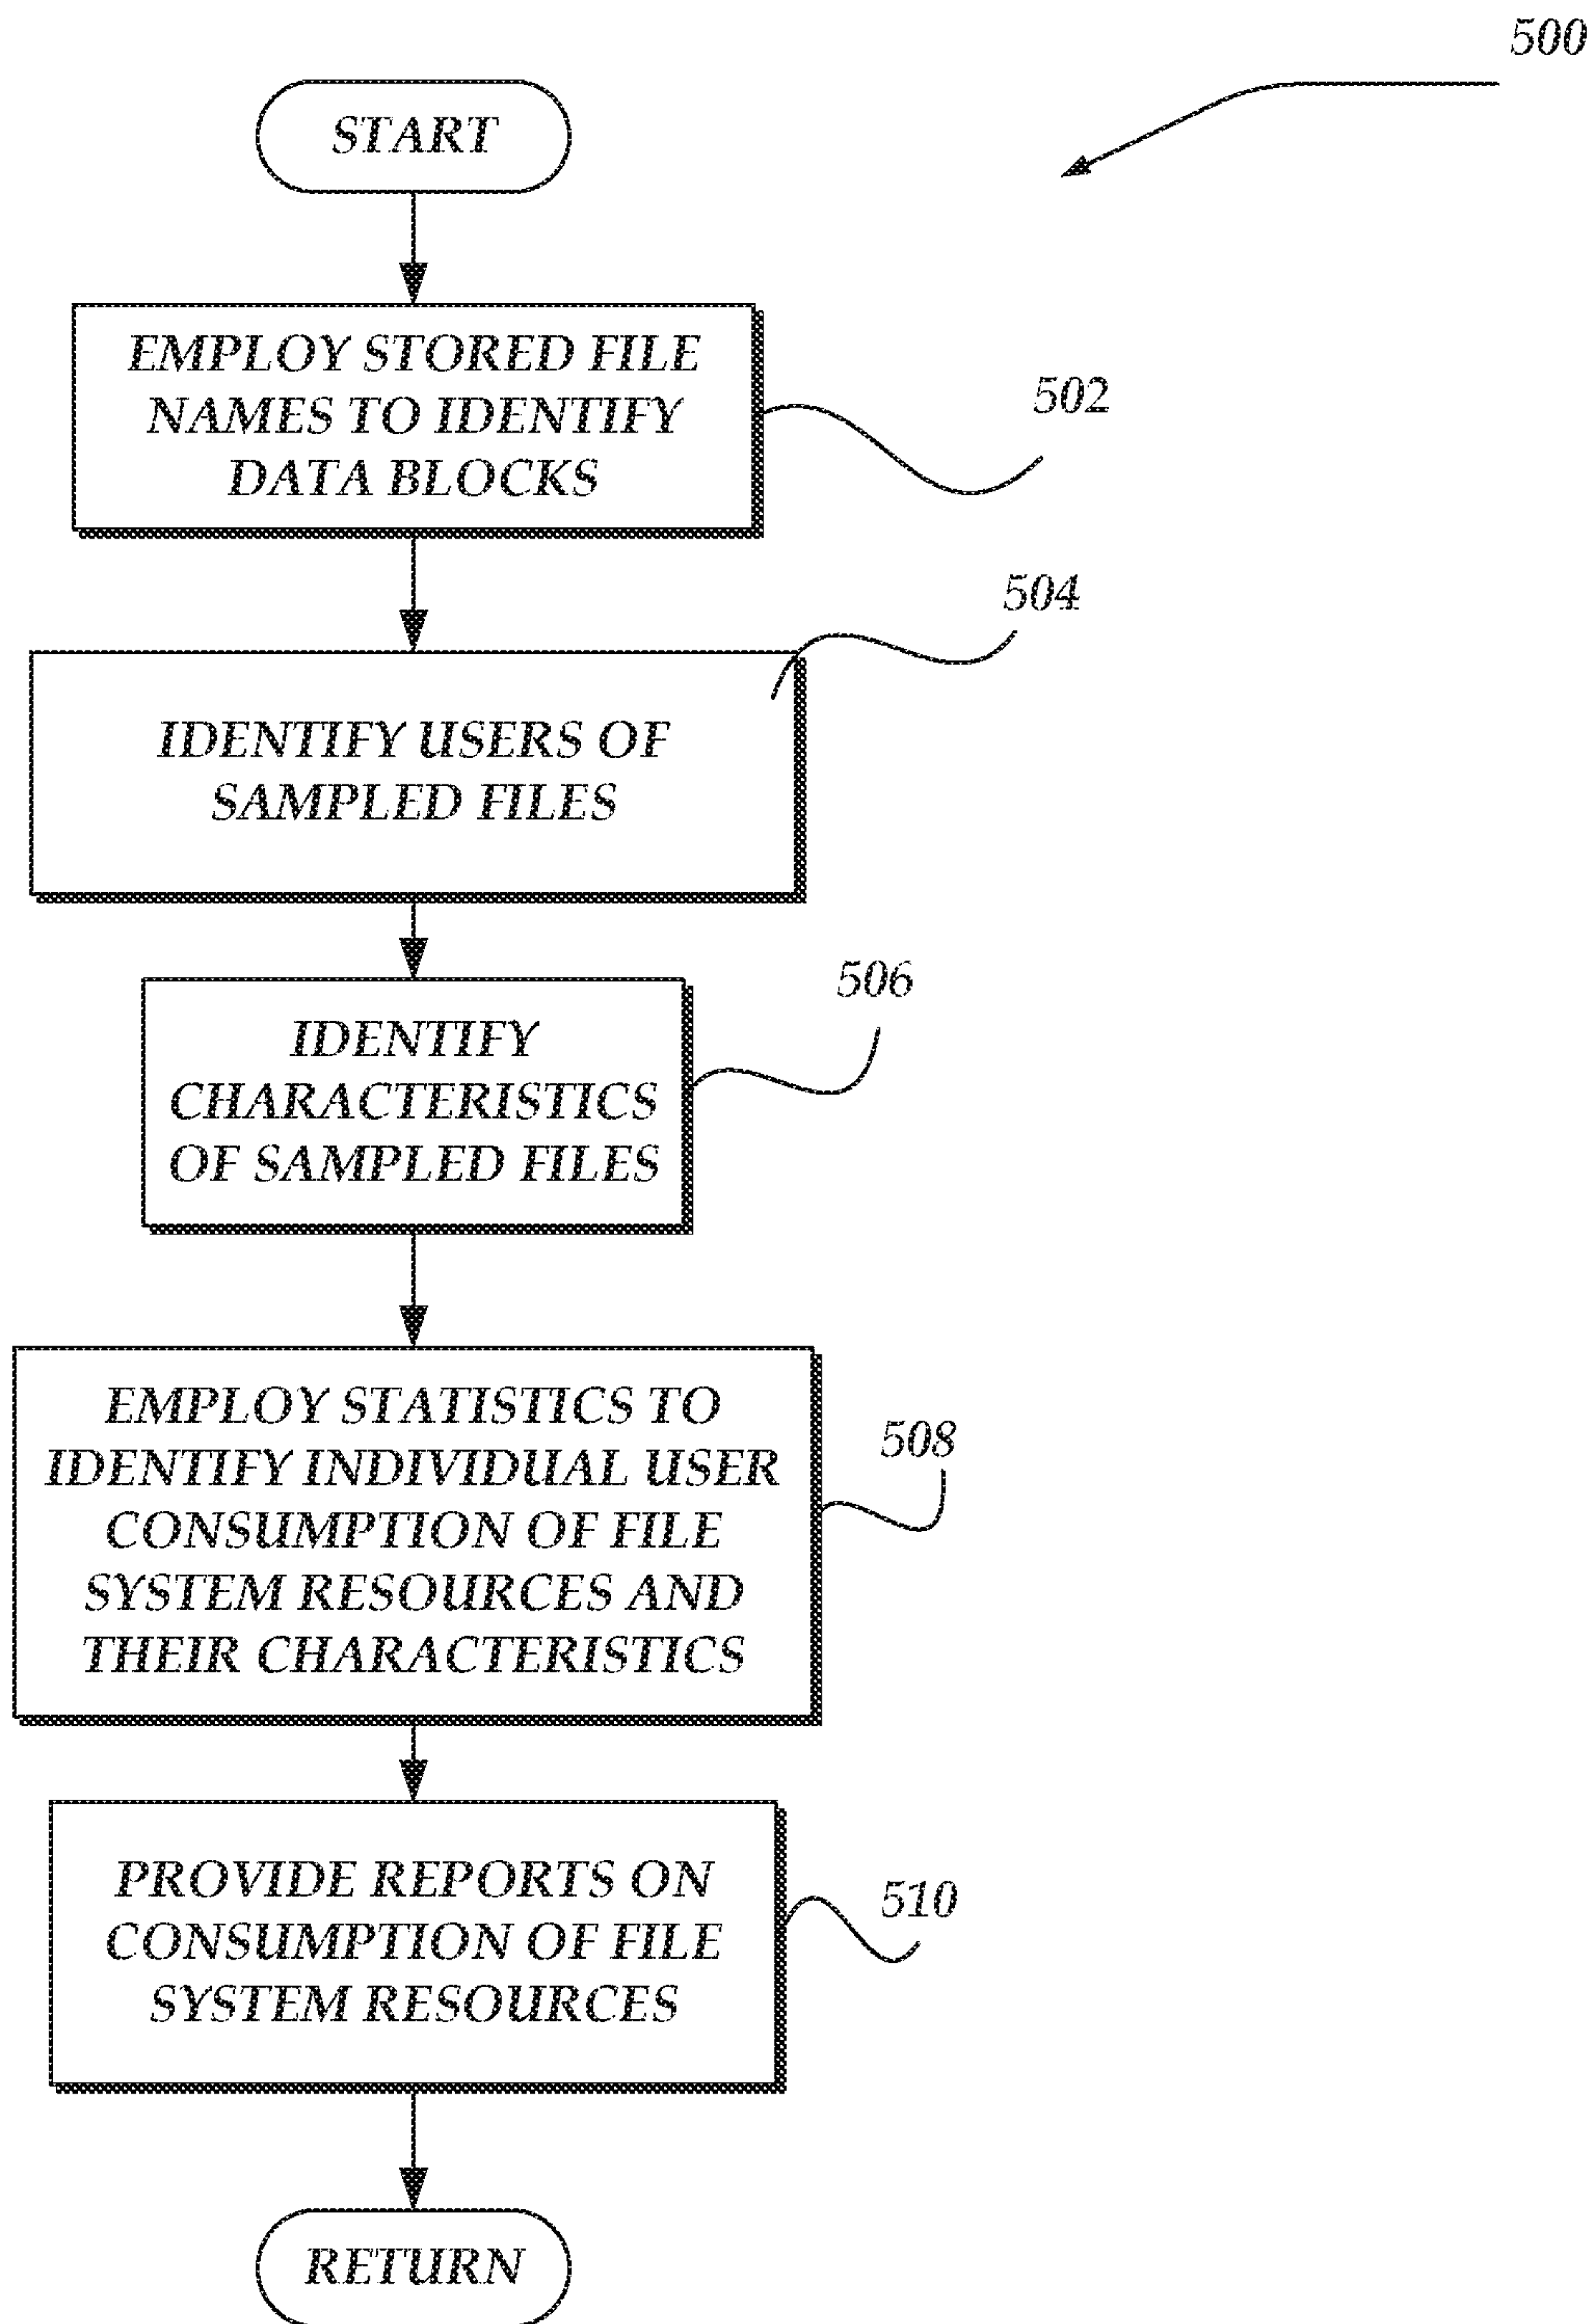 500
START
EMPLOY STORED FILE
NAMES TO IDENTIFY
DATA BLOCKS
502
504
IDENTIFY USERS OF
SAMPLED FILES
506
IDENTIFY
CHARACTERISTICS
OF SAMPLED FILES
EMPLOY STATISTICS TO
IDENTIFY INDIVIDUAL USER
CONSUMPTION OF FILE
SYSTEM RESOURCES AND
THEIR CHARACTERISTICS
508
PROVIDE REPORTS ON
CONSUMPTION OF FILE
SYSTEM RESOURCES
510
RETURN